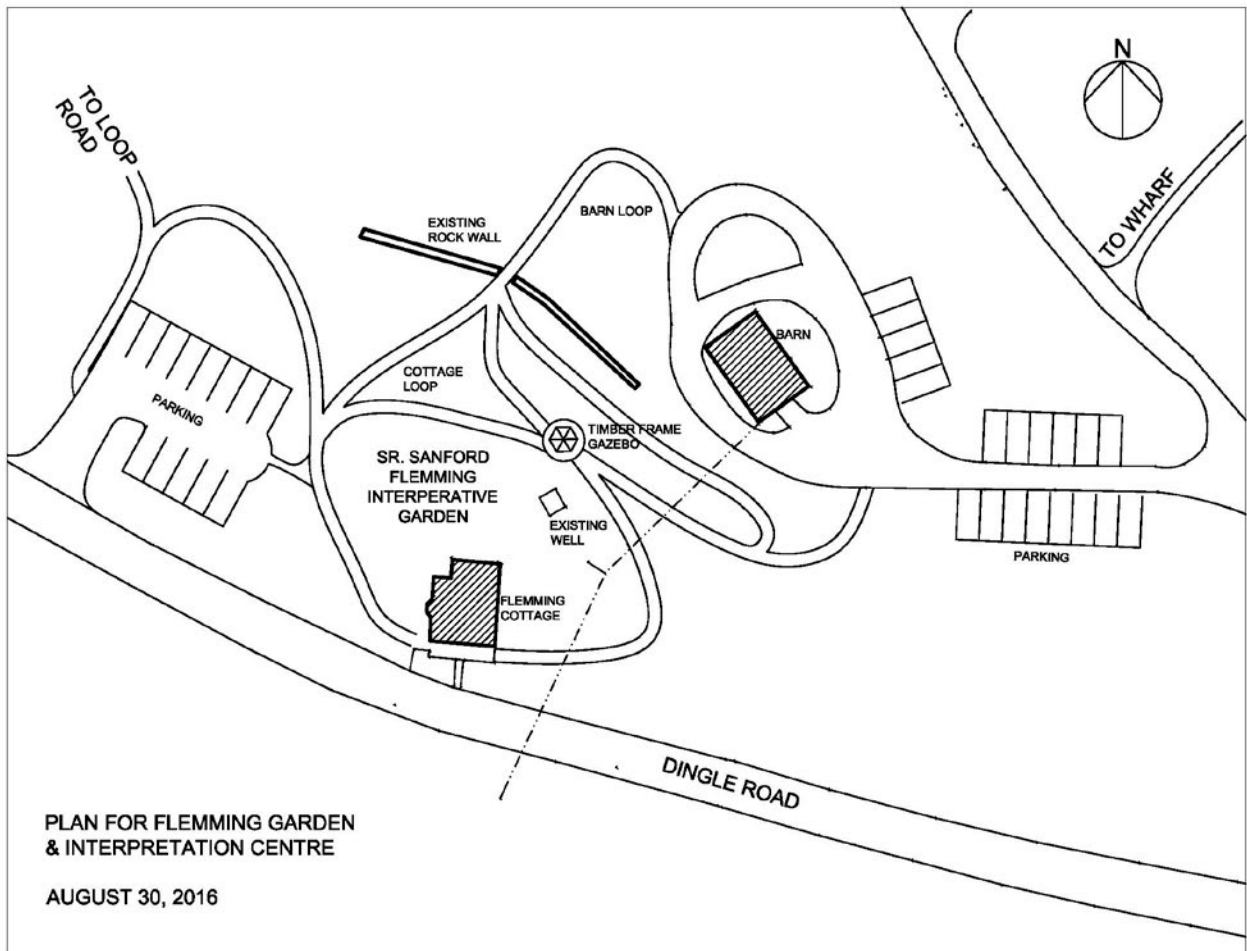 N
TO LOOP
ROAD
TO WHARF
BARN LOOP
EXISTING
ROCK WALL
BARN
COTTAGE
LOOP
PARKING
TIMBER FRAME
GAZEBO
SR. SANFORD
FLEMMING
INTERPERATIVE
GARDEN
EXISTING
WELL
PARKING
FLEMMING
COTTAGE
DINGLE ROAD
PLAN FOR FLEMMING GARDEN
& INTERPRETATION CENTRE
AUGUST 30, 2016